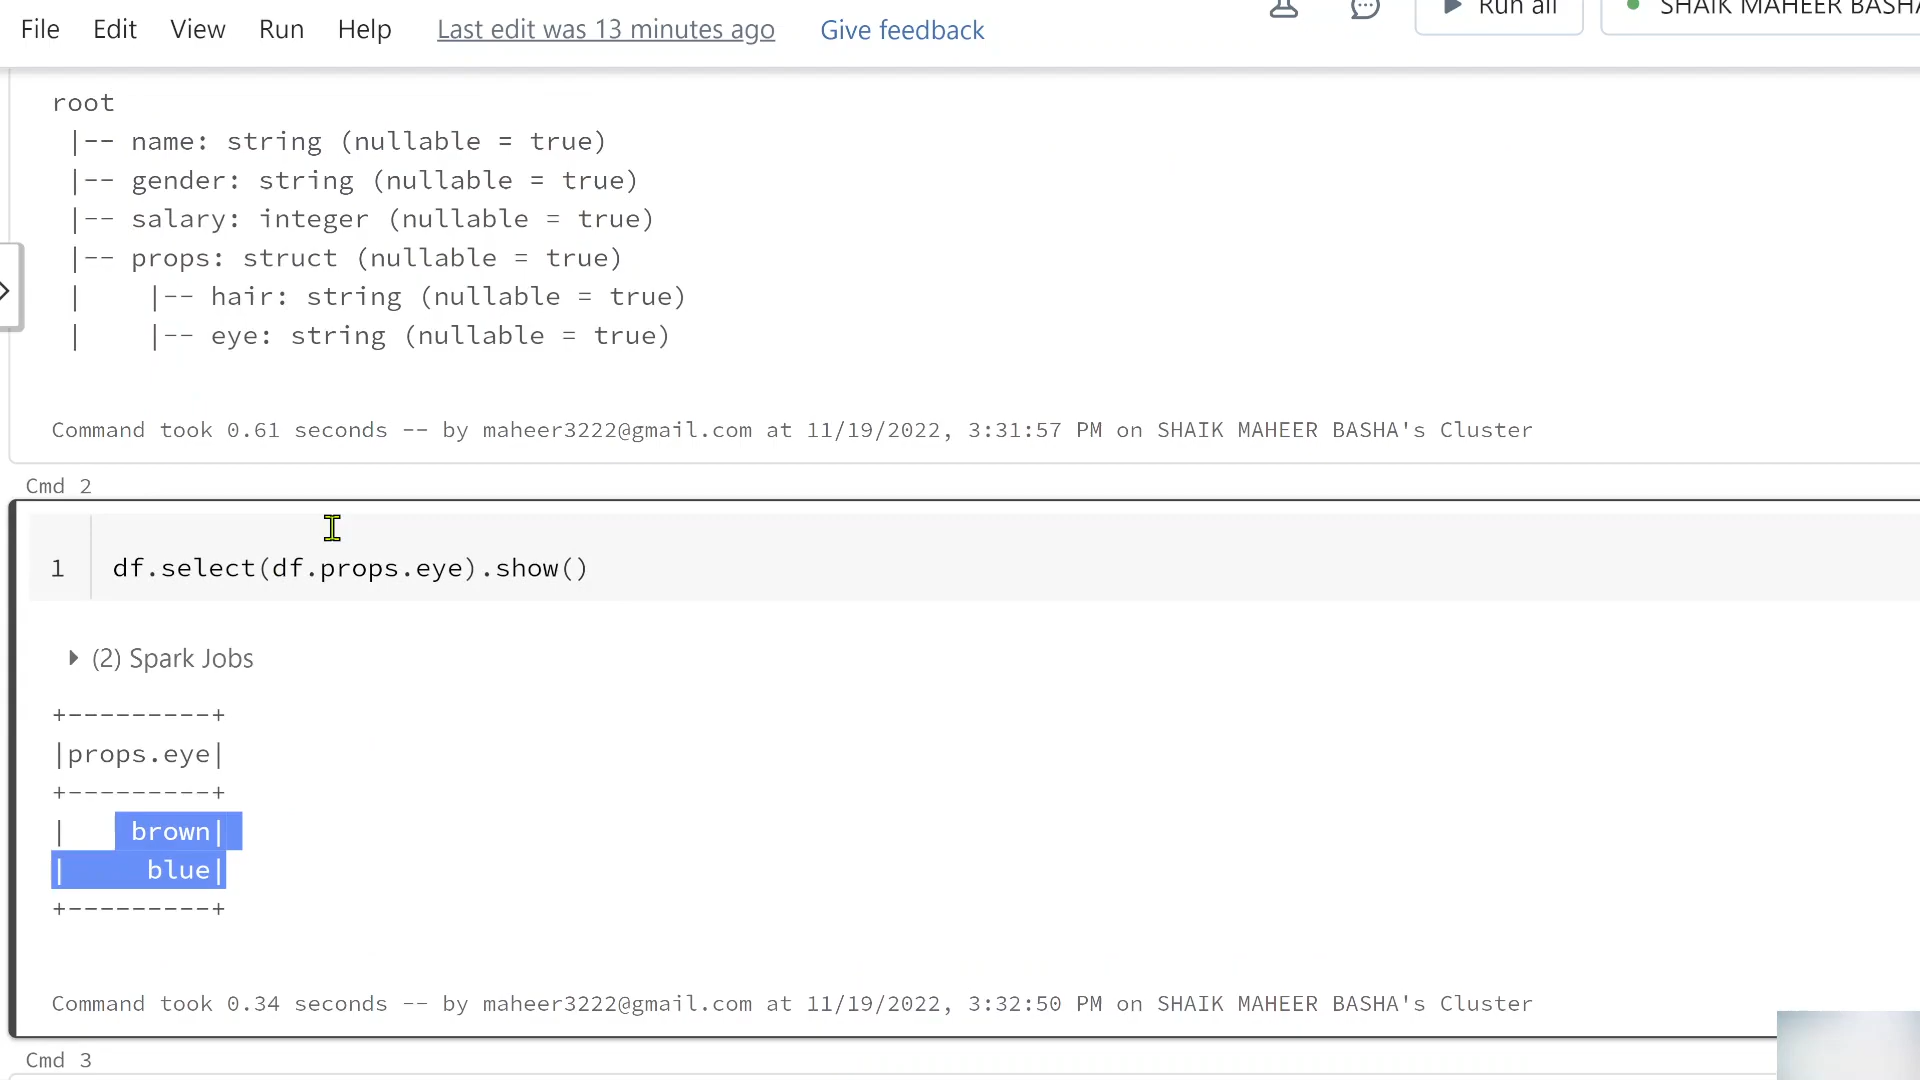 File Edit View Run Help Last edit was 13 minutes ago Give feedback Run all SHAIK MAHEER BASHA
root
|-- name: string (nullable = true)
|-- gender: string (nullable = true)
|-- salary: integer (nullable = true)
|-- props: struct (nullable = true)
|    |-- hair: string (nullable = true)
|    |-- eye: string (nullable = true)
Command took 0.61 seconds -- by maheer3222@gmail.com at 11/19/2022, 3:31:57 PM on SHAIK MAHEER BASHA's Cluster
Cmd 2
1 df.select(df.props.eye).show()
(2) Spark Jobs
+---------+
|props.eye|
+---------+
|    brown|
|     blue|
+---------+
Command took 0.34 seconds -- by maheer3222@gmail.com at 11/19/2022, 3:32:50 PM on SHAIK MAHEER BASHA's Cluster
Cmd 3